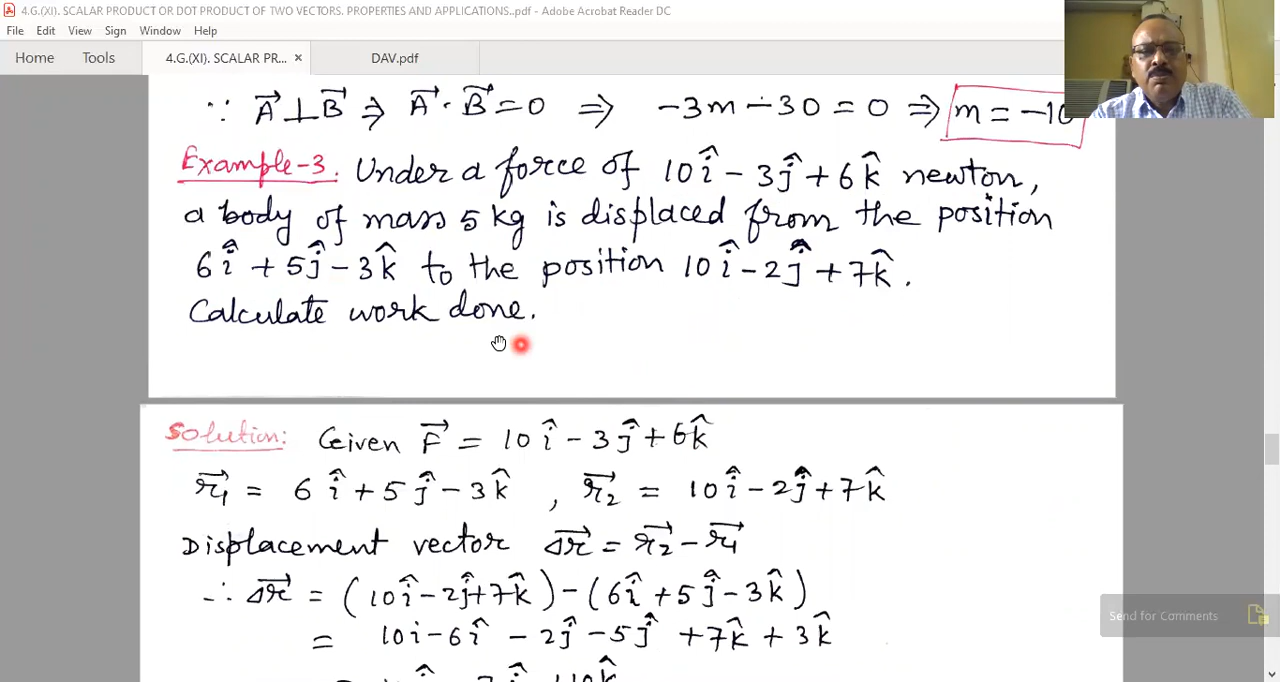 4.G.(XI). SCALAR PRODUCT OR DOT PRODUCT OF TWO VECTORS. PROPERTIES AND APPLICATIONS..pdf - Adobe Acrobat Reader DC
File Edit View Sign Window Help
Home Tools 4.G.(XI). SCALAR PR... × DAV.pdf
∵ A⃗ ⊥ B⃗ ⇒ A⃗ · B⃗ = 0 ⇒ -3m - 30 = 0 ⇒ m = -10
Example-3. Under a force of 10î - 3ĵ + 6k̂ newton,
a body of mass 5 kg is displaced from the position
6î + 5ĵ - 3k̂ to the position 10î - 2ĵ + 7k̂.
Calculate work done.
Solution: Given F⃗ = 10î - 3ĵ + 6k̂
r⃗₁ = 6î + 5ĵ - 3k̂, r⃗₂ = 10î - 2ĵ + 7k̂
Displacement vector Δr⃗ = r⃗₂ - r⃗₁
∴ Δr⃗ = (10î - 2ĵ + 7k̂) - (6î + 5ĵ - 3k̂)
= 10i - 6î - 2ĵ - 5ĵ + 7k̂ + 3k̂
Send for Comments